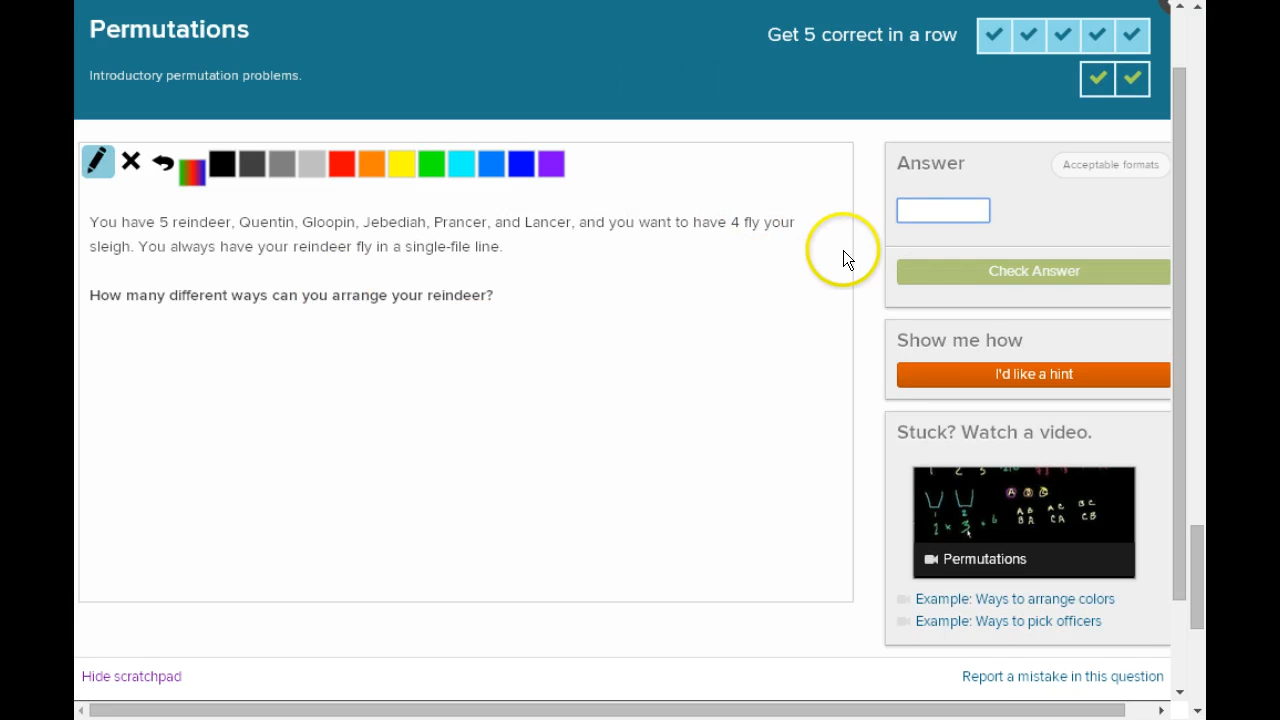 Permutations
Get 5 correct in a row
Introductory permutation problems.
Answer
Acceptable formats
You have 5 reindeer, Quentin, Gloopin, Jebediah, Prancer, and Lancer, and you want to have 4 fly your
sleigh. You always have your reindeer fly in a single-file line.
How many different ways can you arrange your reindeer?
Check Answer
Show me how
I'd like a hint
Stuck? Watch a video.
Permutations
Example: Ways to arrange colors
Example: Ways to pick officers
Hide scratchpad
Report a mistake in this question